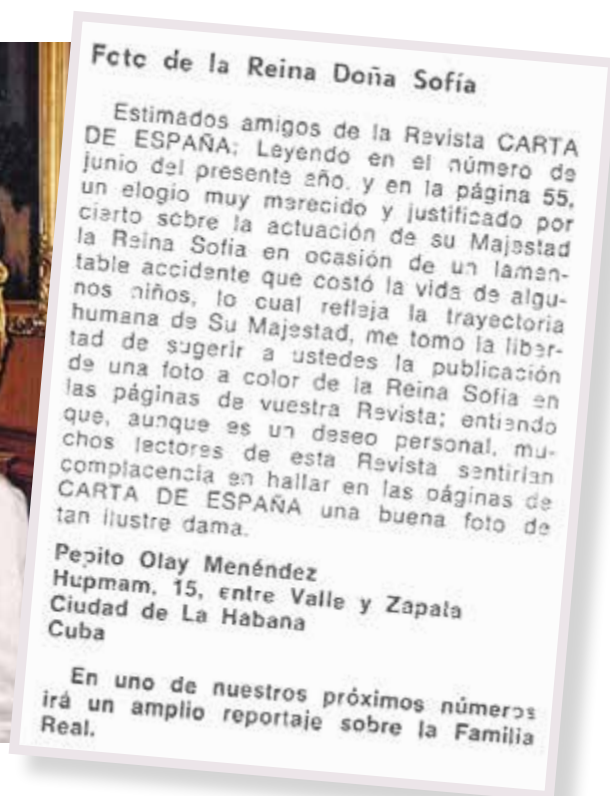 Foto de la Reina Doña Sofía
Estimados amigos de la Revista CARTA
DE ESPAÑA: Leyendo en el número de
junio del presente año, y en la página 55,
un elogio muy merecido y justificado por
cierto sobre la actuación de su Majestad
la Reina Sofía en ocasión de un lamen-
table accidente que costó la vida de algu-
nos niños, lo cual refleja la trayectoria
humana de Su Majestad, me tomo la liber-
tad de sugerir a ustedes la publicación
de una foto a color de la Reina Sofía en
las páginas de vuestra Revista; entiendo
que, aunque es un deseo personal, mu-
chos lectores de esta Revista sentirían
complacencia en hallar en las páginas de
CARTA DE ESPAÑA una buena foto de
tan ilustre dama.
Pepito Olay Menéndez
Hupmam, 15, entre Valle y Zapata
Ciudad de La Habana
Cuba
En uno de nuestros próximos números
irá un amplio reportaje sobre la Familia
Real.